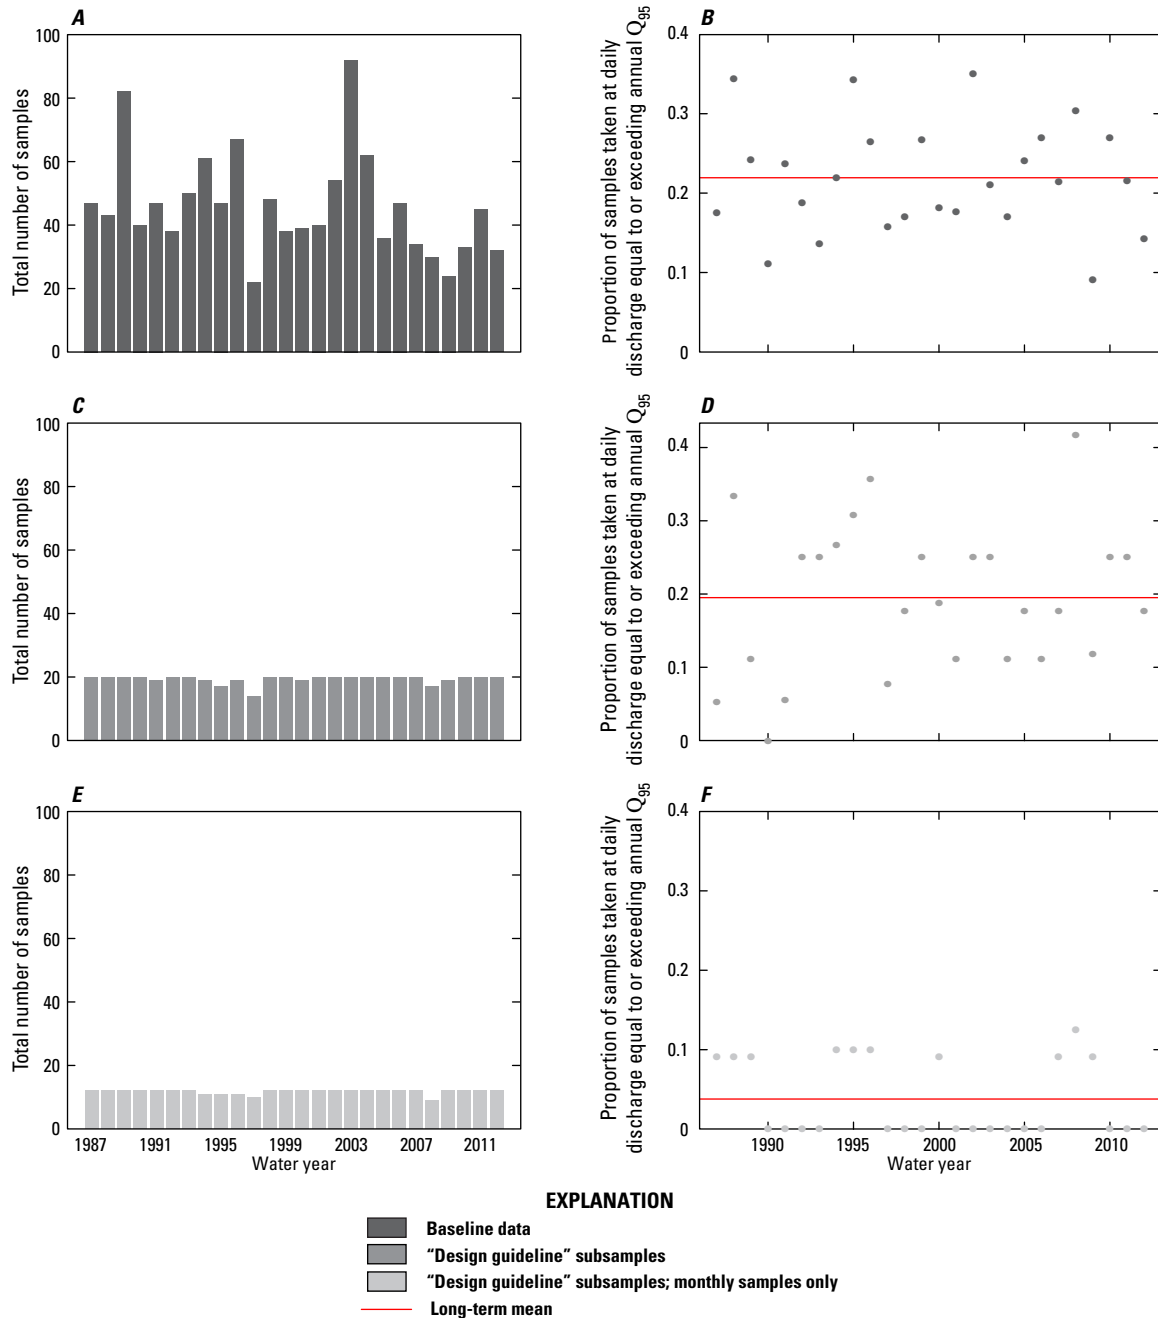 A
100
80
60
40
20
0
Total number of samples
B
0.4
0.3
0.2
0.1
0
Proportion of samples taken at daily
discharge equal to or exceeding annual Q95
C
100
80
60
40
20
0
Total number of samples
D
0.4
0.3
0.2
0.1
0
Proportion of samples taken at daily
discharge equal to or exceeding annual Q95
E
100
80
60
40
20
0
Total number of samples
1987 1991 1995 1999 2003 2007 2011
Water year
F
0.4
0.3
0.2
0.1
0
Proportion of samples taken at daily
discharge equal to or exceeding annual Q95
1990 1995 2000 2005 2010
Water year
EXPLANATION
Baseline data
“Design guideline” subsamples
“Design guideline” subsamples; monthly samples only
Long-term mean